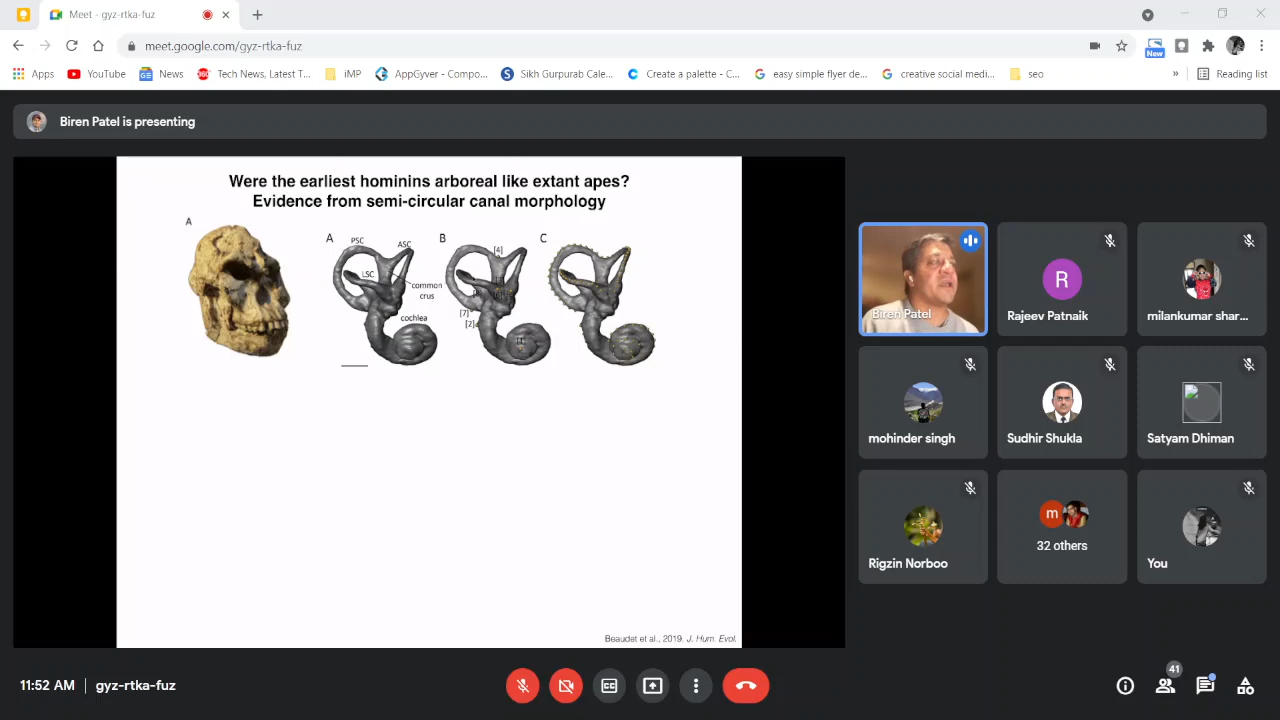 Meet - gyz-rtka-fuz
meet.google.com/gyz-rtka-fuz
New
Apps
YouTube
News
Tech News, Latest T...
iMP
AppGyver - Compo...
Sikh Gurpurab Cale...
Create a palette - C...
easy simple flyer de...
creative social medi...
seo
»
Reading list
Biren Patel is presenting
Were the earliest hominins arboreal like extant apes?
Evidence from semi-circular canal morphology
A
A
PSC
ASC
LSC
common
crus
cochlea
B
[4]
[7]
[2]
C
Beaudet et al., 2019. J. Hum. Evol.
Biren Patel
R
Rajeev Patnaik
milankumar shar...
mohinder singh
Sudhir Shukla
Satyam Dhiman
Rigzin Norboo
m
32 others
You
11:52 AM | gyz-rtka-fuz
CC
41